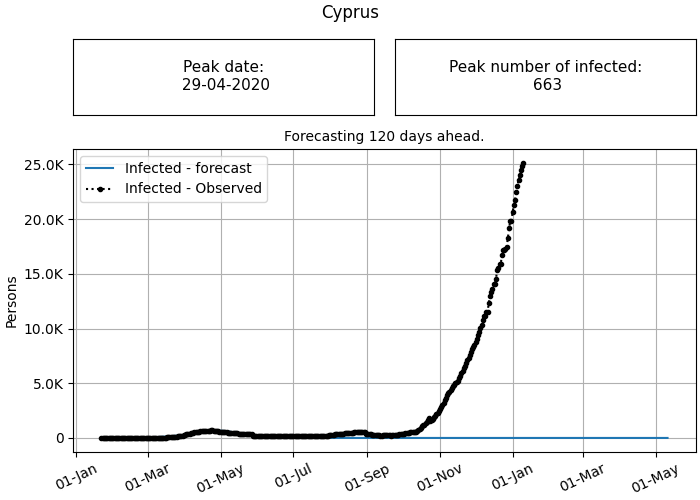 Cyprus
Peak date:
29-04-2020
Peak number of infected:
663
Forecasting 120 days ahead.
Infected - forecast
Infected - Observed
25.0K
20.0K
15.0K
10.0K
5.0K
0
Persons
01-Jan
01-Mar
01-May
01-Jul
01-Sep
01-Nov
01-Jan
01-Mar
01-May